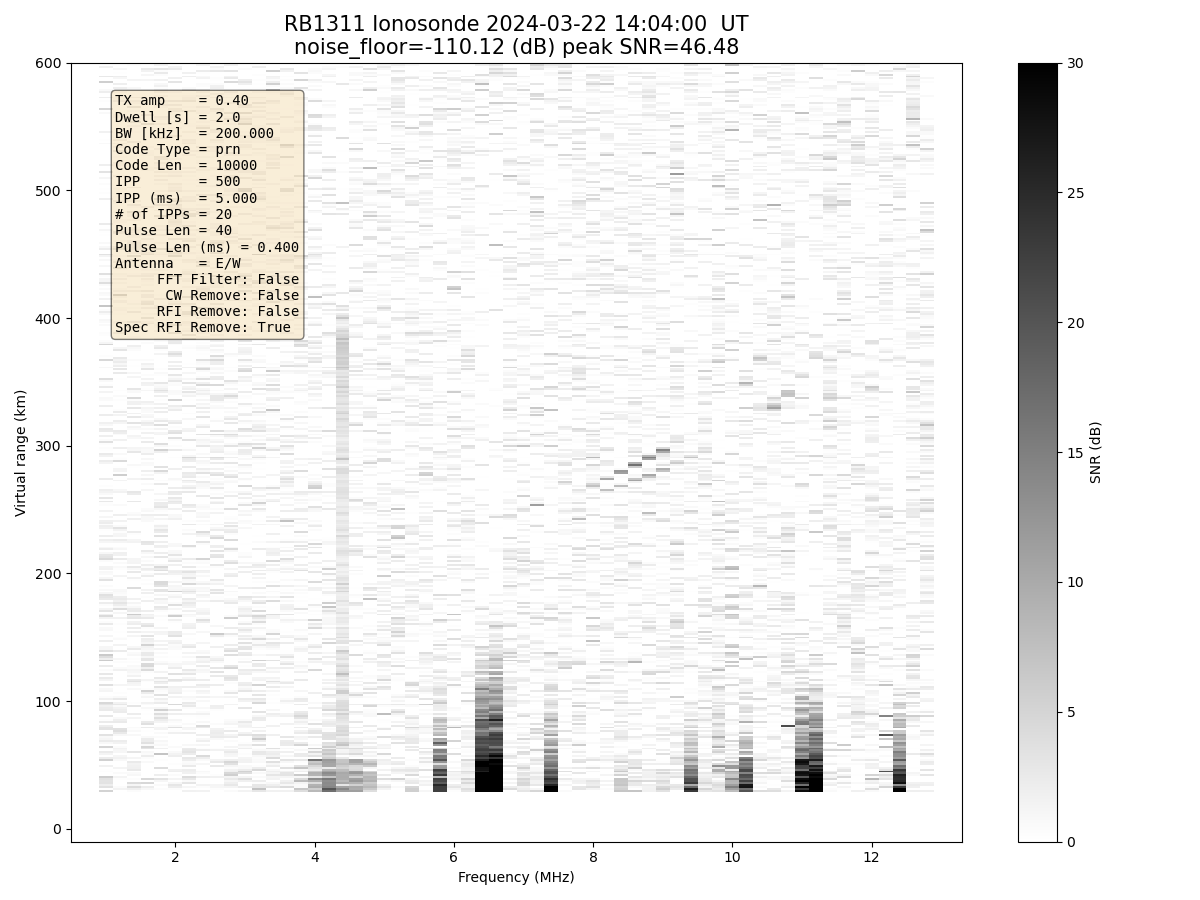 RB1311 Ionosonde 2024-03-22 14:04:00  UT
noise_floor=-110.12 (dB) peak SNR=46.48
TX amp    = 0.40
Dwell [s] = 2.0
BW [kHz]  = 200.000
Code Type = prn
Code Len  = 10000
IPP       = 500
IPP (ms)  = 5.000
# of IPPs = 20
Pulse Len = 40
Pulse Len (ms) = 0.400
Antenna   = E/W
FFT Filter: False
CW Remove: False
RFI Remove: False
Spec RFI Remove: True
600
500
400
300
200
100
0
Virtual range (km)
2
4
6
8
10
12
Frequency (MHz)
30
25
20
15
10
5
0
SNR (dB)